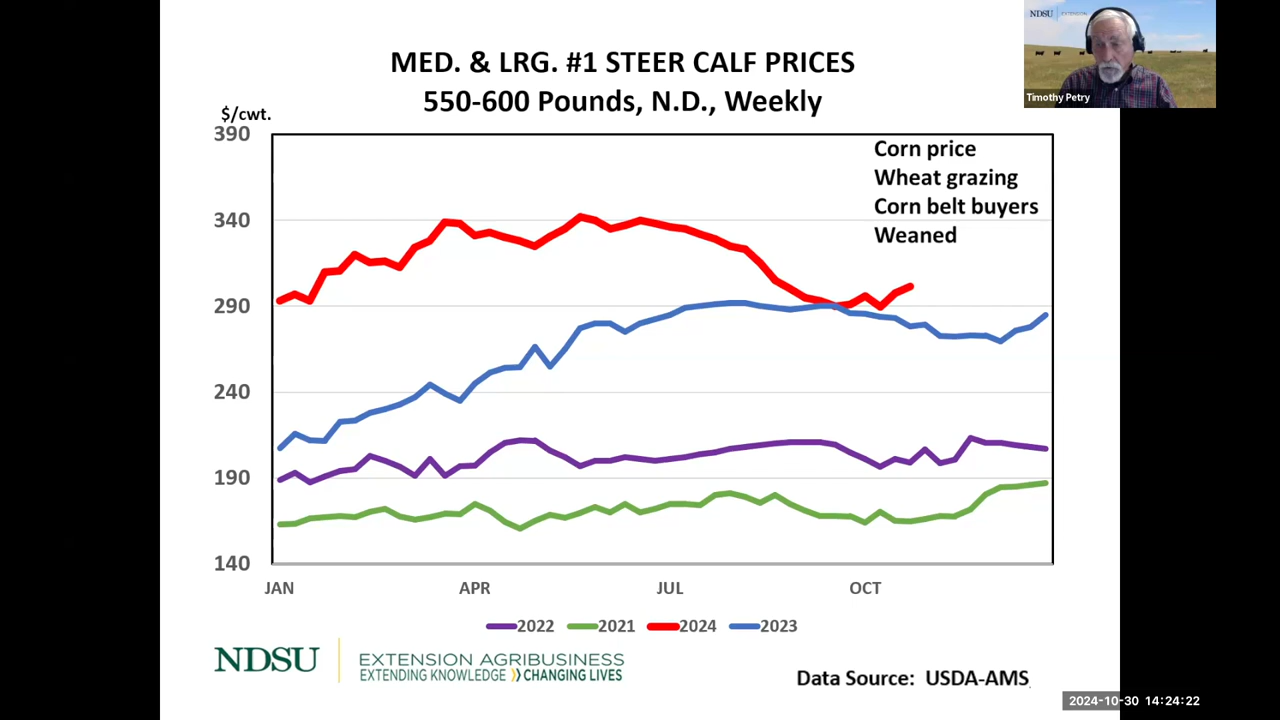 NDSU EXTENSION
Timothy Petry
MED. & LRG. #1 STEER CALF PRICES
550-600 Pounds, N.D., Weekly
$/cwt.
390
340
290
240
190
140
Corn price
Wheat grazing
Corn belt buyers
Weaned
JAN APR JUL OCT
2022 2021 2024 2023
NDSU
EXTENSION AGRIBUSINESS
EXTENDING KNOWLEDGE CHANGING LIVES
Data Source: USDA-AMS
2024-10-30 14:24:22